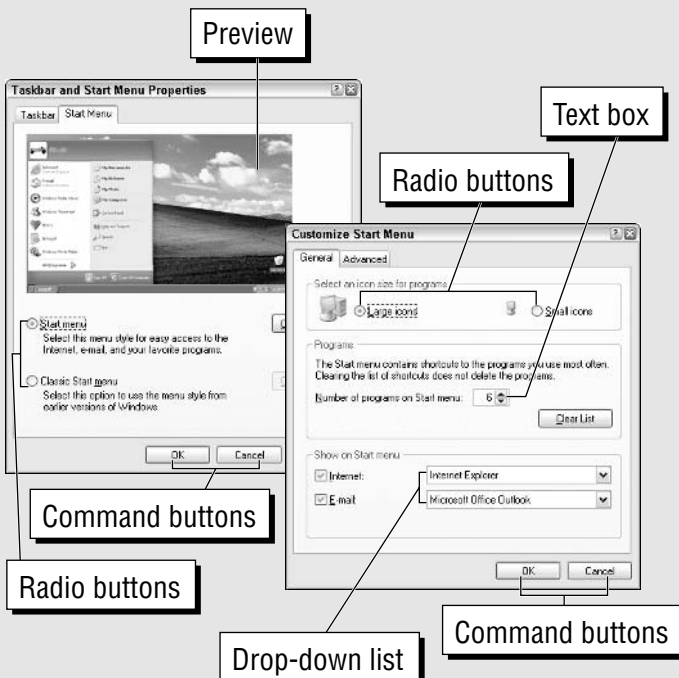 Preview
Taskbar and Start Menu Properties
Taskbar
Start Menu
Start menu
Select this menu style for easy access to the
Internet, e-mail, and your favorite programs.
Classic Start menu
Select this option to use the menu style from
earlier versions of Windows.
OK
Cancel
Command buttons
Radio buttons
Text box
Radio buttons
Customize Start Menu
General
Advanced
Select an icon size for programs
Large icons
Small icons
Programs
The Start menu contains shortcuts to the programs you use most often.
Clearing the list of shortcuts does not delete the programs.
Number of programs on Start menu:
6
Clear List
Show on Start menu
Internet:
Internet Explorer
E-mail:
Microsoft Office Outlook
OK
Cancel
Command buttons
Drop-down list